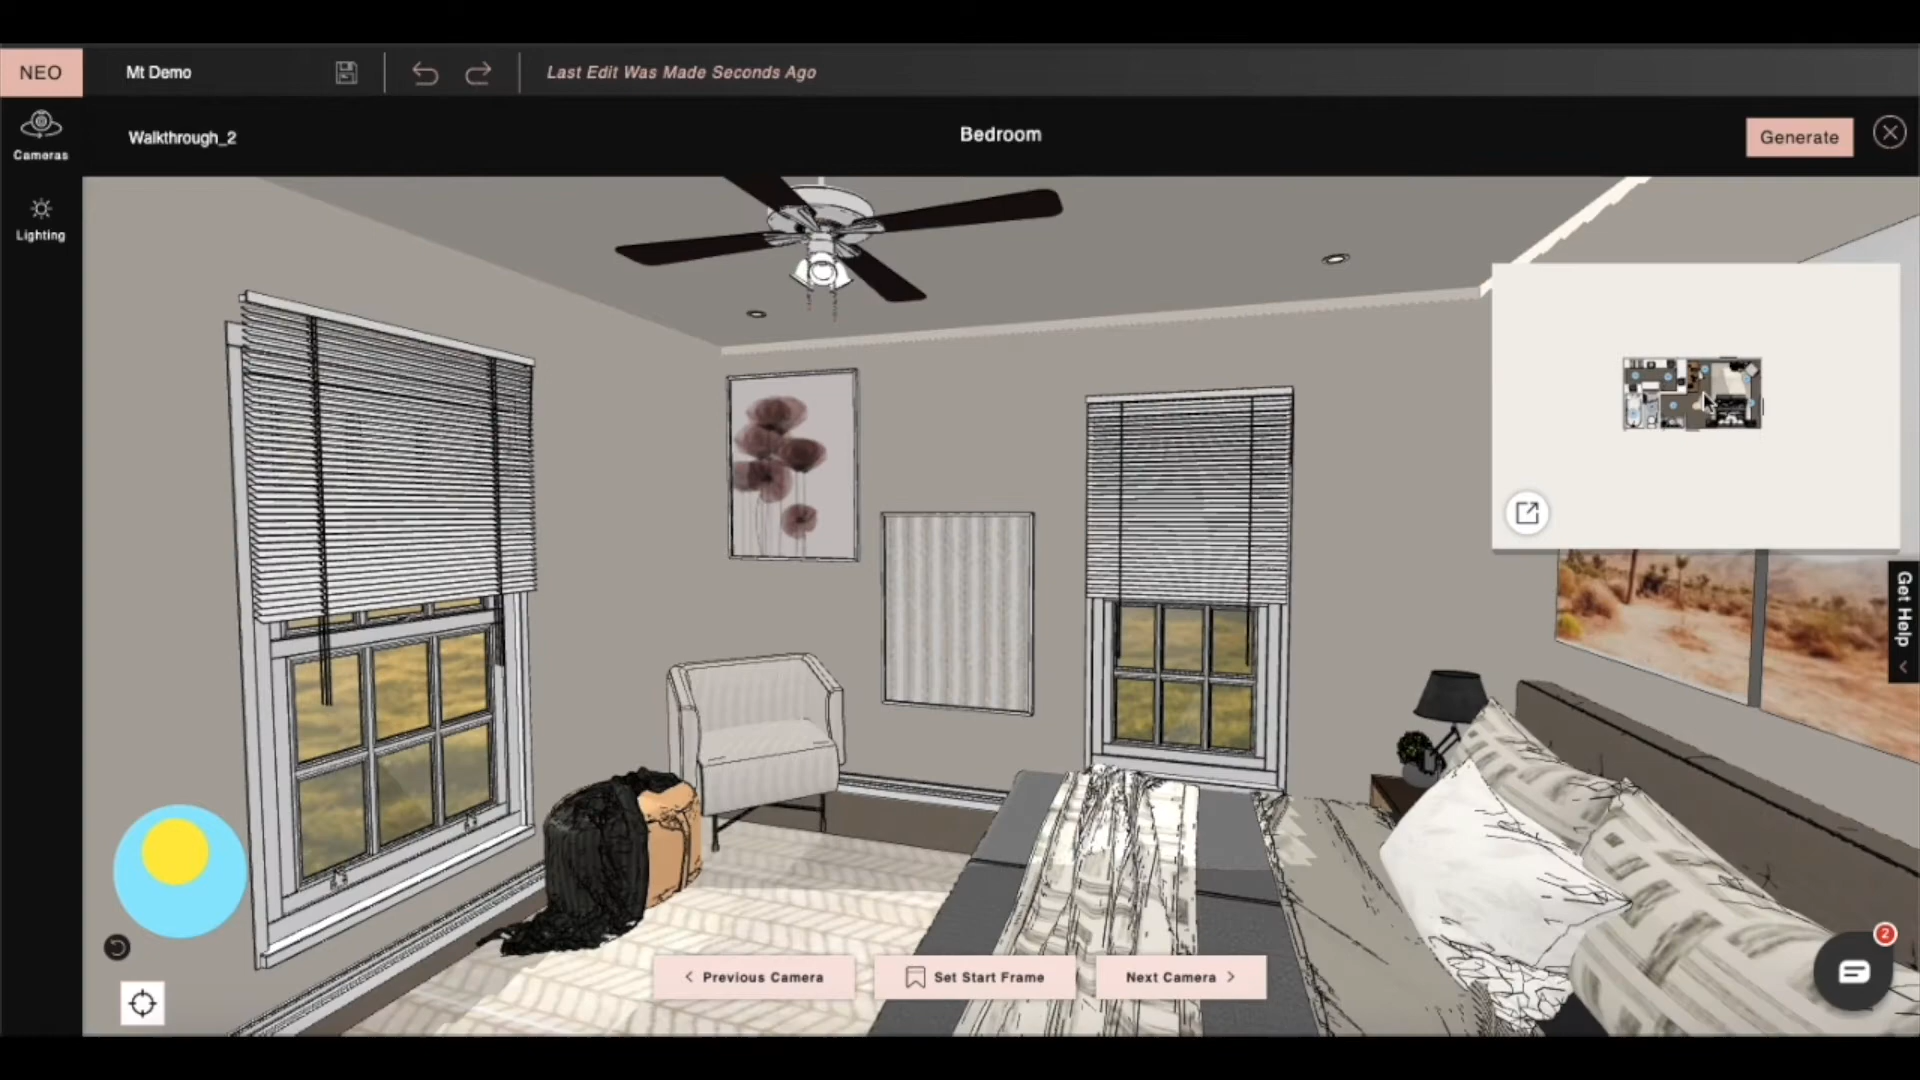 NEO
Mt Demo
Last Edit Was Made Seconds Ago
Cameras
Walkthrough_2
Bedroom
Generate
Lighting
Get Help
2
Previous Camera
Set Start Frame
Next Camera